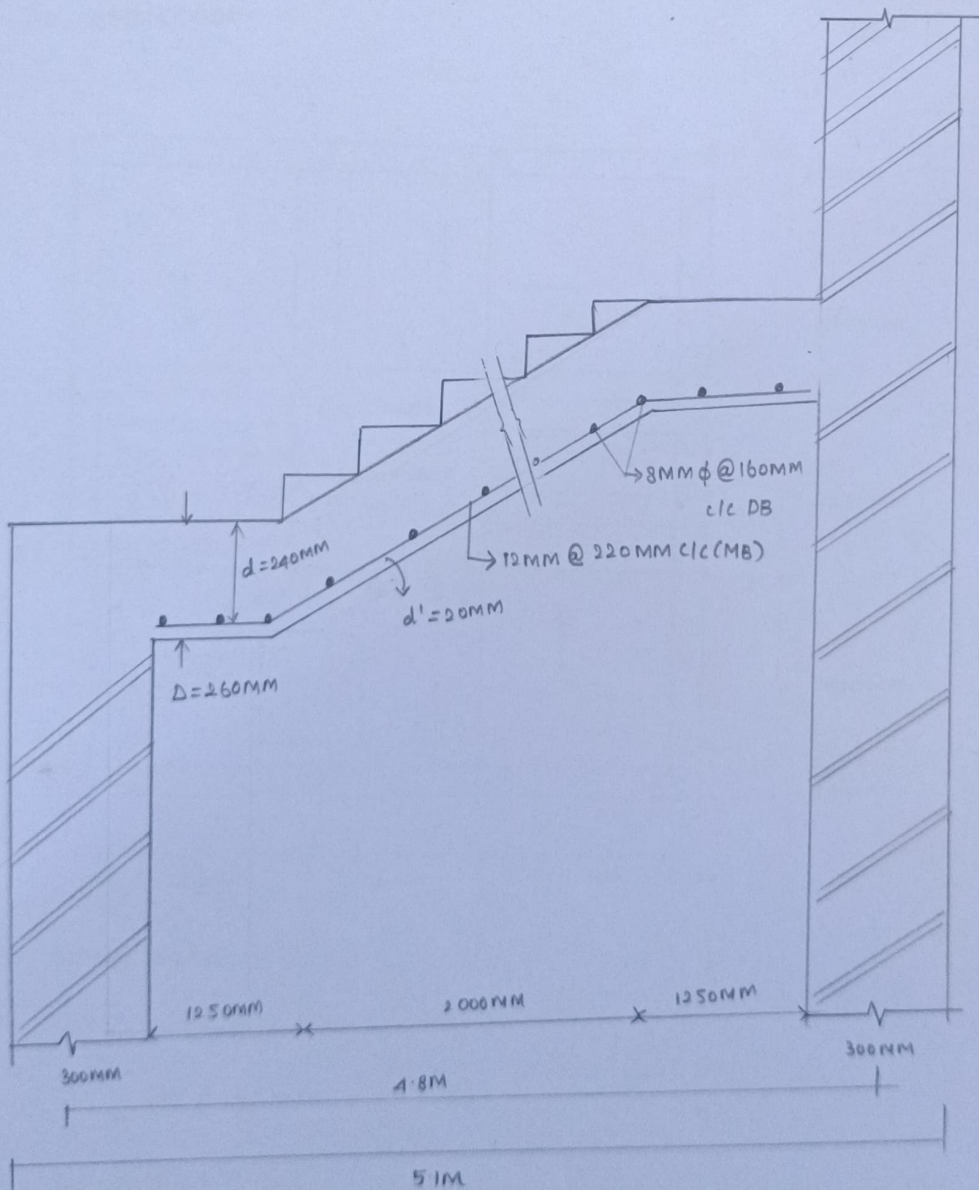 8MM ϕ @ 160MM
c/c DB
d=240MM
12MM @ 220MM c/c (MB)
d'=20MM
D=260MM
1250MM
2000MM
1250MM
300MM
300MM
4.8M
5.1M